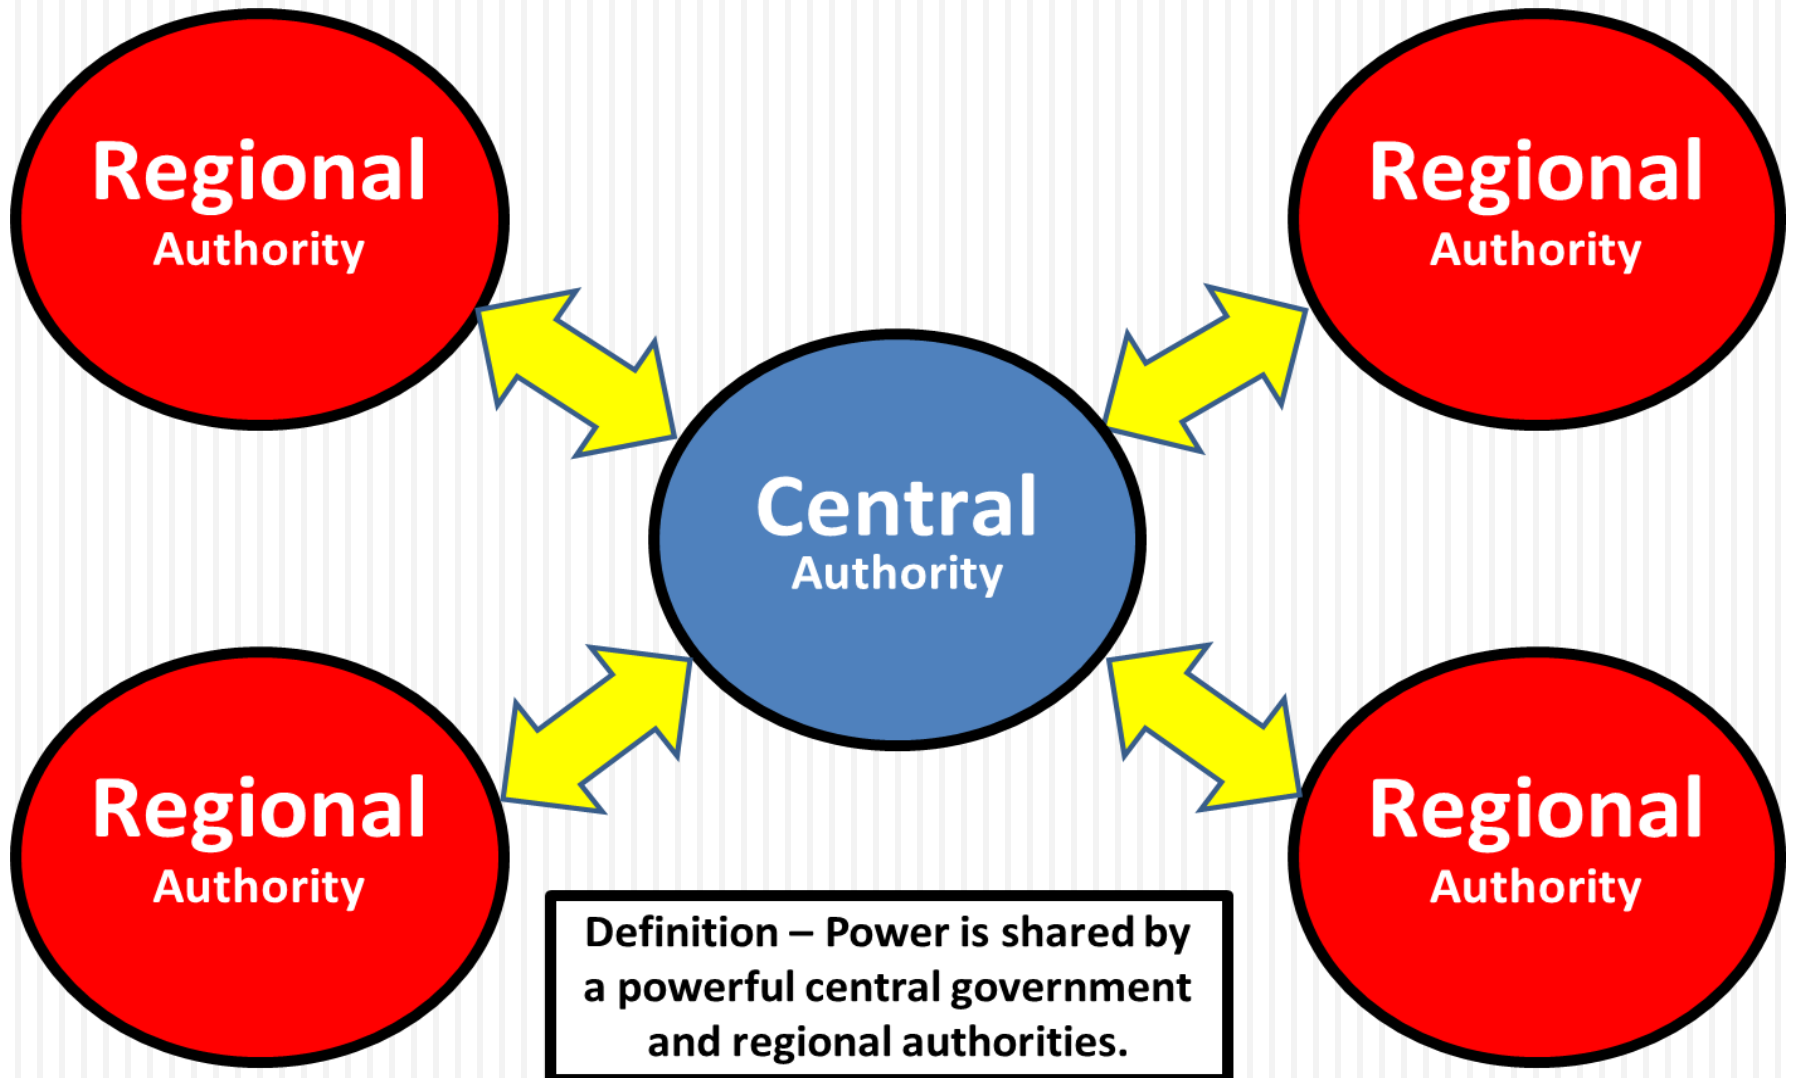 Regional
Authority
Regional
Authority
Central
Authority
Regional
Authority
Regional
Authority
Definition – Power is shared by
a powerful central government
and regional authorities.